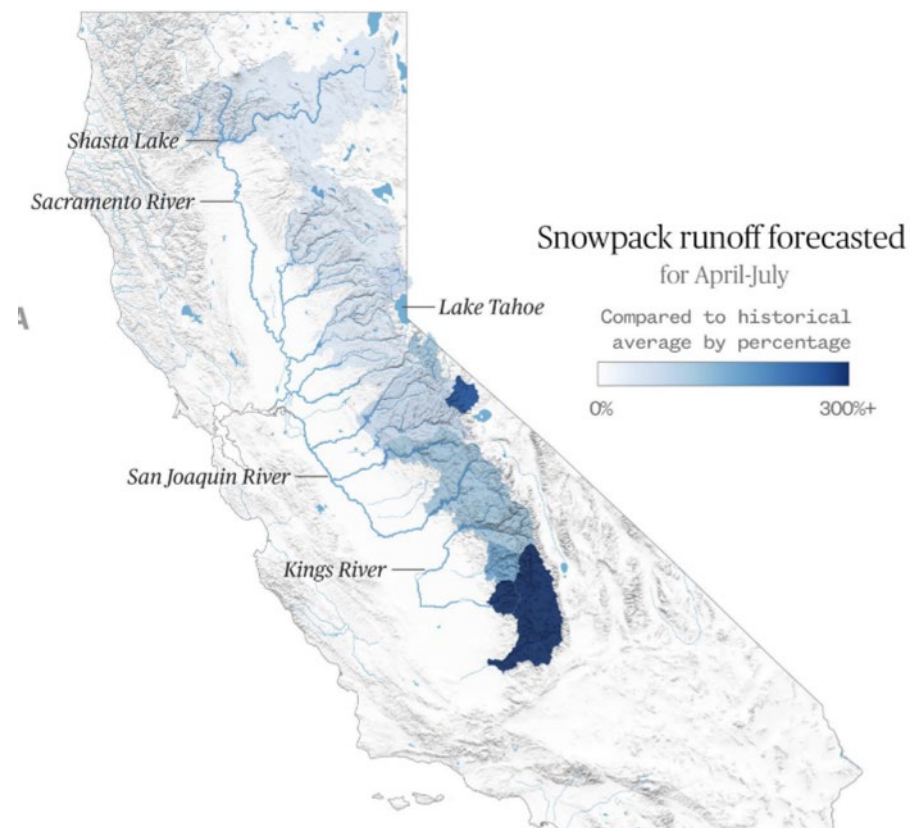 Shasta Lake
Sacramento River
Snowpack runoff forecasted
for April-July
Lake Tahoe
A
Compared to historical
average by percentage
0%
300%+
San Joaquin River
Kings River